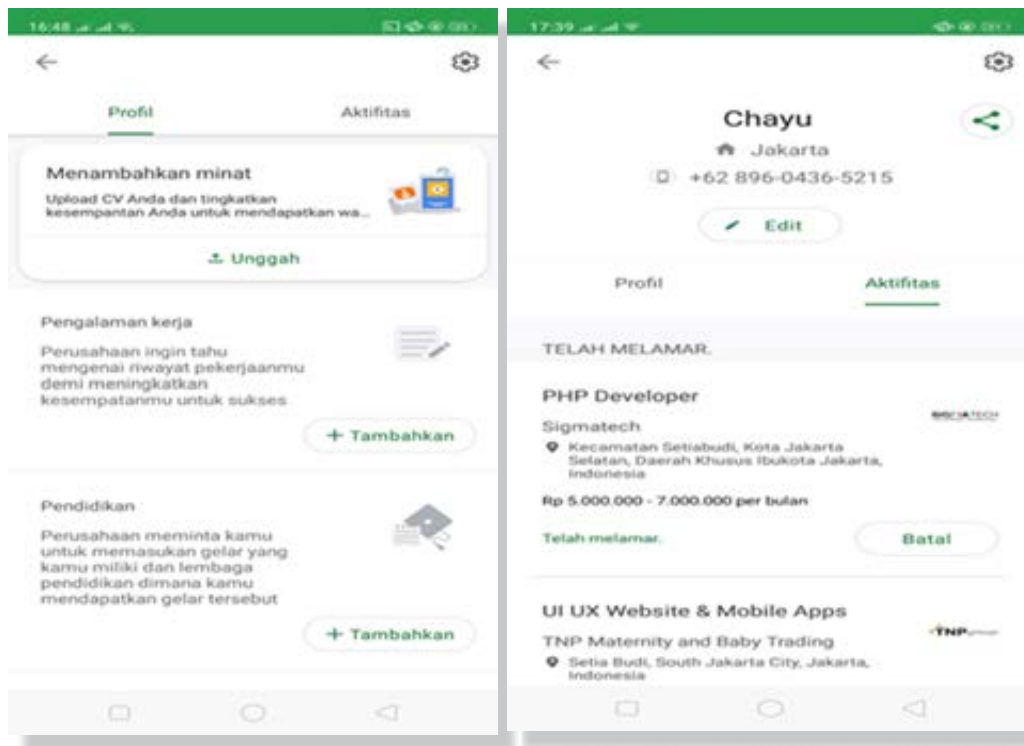 16:48
Profil
Aktifitas
Menambahkan minat
Upload CV Anda dan tingkatkan
kesempantan Anda untuk mendapatkan wa...
Unggah
Pengalaman kerja
Perusahaan ingin tahu
mengenai riwayat pekerjaanmu
demi meningkatkan
kesempatanmu untuk sukses
+ Tambahkan
Pendidikan
Perusahaan meminta kamu
untuk memasukan gelar yang
kamu miliki dan lembaga
pendidikan dimana kamu
mendapatkan gelar tersebut
+ Tambahkan
17:39
Chayu
Jakarta
+62 896-0436-5215
Edit
Profil
Aktifitas
TELAH MELAMAR.
PHP Developer
Sigmatech
Kecamatan Setiabudi, Kota Jakarta
Selatan, Daerah Khusus Ibukota Jakarta,
Indonesia
Rp 5.000.000 - 7.000.000 per bulan
Telah melamar.
Batal
UI UX Website & Mobile Apps
TNP
TNP Maternity and Baby Trading
Setia Budi, South Jakarta City, Jakarta,
Indonesia